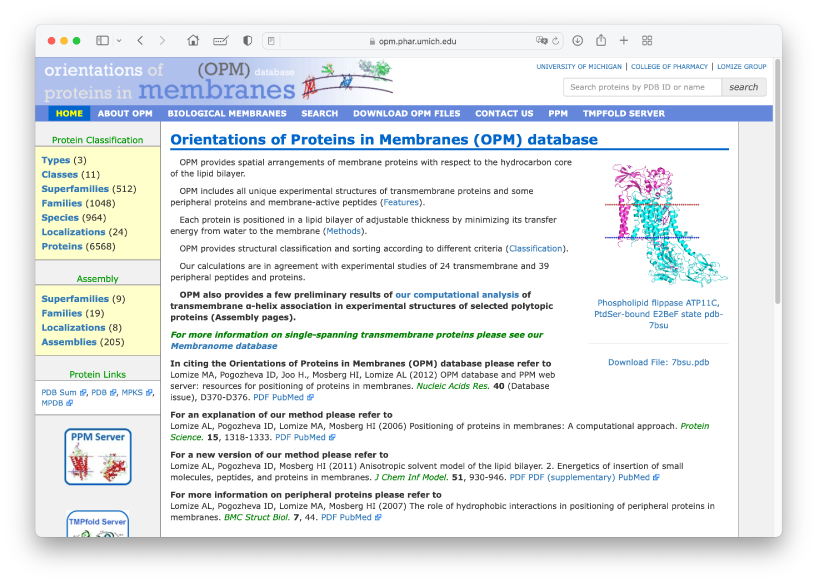 opm.phar.umich.edu
orientations of (OPM) database
proteins in membranes
UNIVERSITY OF MICHIGAN | COLLEGE OF PHARMACY | LOMIZE GROUP
Search proteins by PDB ID or name
search
HOME ABOUT OPM BIOLOGICAL MEMBRANES SEARCH DOWNLOAD OPM FILES CONTACT US PPM TMPFOLD SERVER
Protein Classification
Types (3)
Classes (11)
Superfamilies (512)
Families (1048)
Species (964)
Localizations (24)
Proteins (6568)
Assembly
Superfamilies (9)
Families (19)
Localizations (8)
Assemblies (205)
Protein Links
PDB Sum, PDB, MPKS,
MPDB
PPM Server
TMPfold Server
Orientations of Proteins in Membranes (OPM) database
OPM provides spatial arrangements of membrane proteins with respect to the hydrocarbon core
of the lipid bilayer.
OPM includes all unique experimental structures of transmembrane proteins and some
peripheral proteins and membrane-active peptides (Features).
Each protein is positioned in a lipid bilayer of adjustable thickness by minimizing its transfer
energy from water to the membrane (Methods).
OPM provides structural classification and sorting according to different criteria (Classification).
Our calculations are in agreement with experimental studies of 24 transmembrane and 39
peripheral peptides and proteins.
OPM also provides a few preliminary results of our computational analysis of
transmembrane α-helix association in experimental structures of selected polytopic
proteins (Assembly pages).
For more information on single-spanning transmembrane proteins please see our
Membranome database
In citing the Orientations of Proteins in Membranes (OPM) database please refer to
Lomize MA, Pogozheva ID, Joo H., Mosberg HI, Lomize AL (2012) OPM database and PPM web
server: resources for positioning of proteins in membranes. Nucleic Acids Res. 40 (Database
issue), D370-D376. PDF PubMed
For an explanation of our method please refer to
Lomize AL, Pogozheva ID, Lomize MA, Mosberg HI (2006) Positioning of proteins in membranes: A computational approach. Protein
Science. 15, 1318-1333. PDF PubMed
For a new version of our method please refer to
Lomize AL, Pogozheva ID, Mosberg HI (2011) Anisotropic solvent model of the lipid bilayer. 2. Energetics of insertion of small
molecules, peptides, and proteins in membranes. J Chem Inf Model. 51, 930-946. PDF PDF (supplementary) PubMed
For more information on peripheral proteins please refer to
Lomize AL, Pogozheva ID, Lomize MA, Mosberg HI (2007) The role of hydrophobic interactions in positioning of peripheral proteins in
membranes. BMC Struct Biol. 7, 44. PDF PubMed
Phospholipid flippase ATP11C,
PtdSer-bound E2BeF state pdb-
7bsu
Download File: 7bsu.pdb